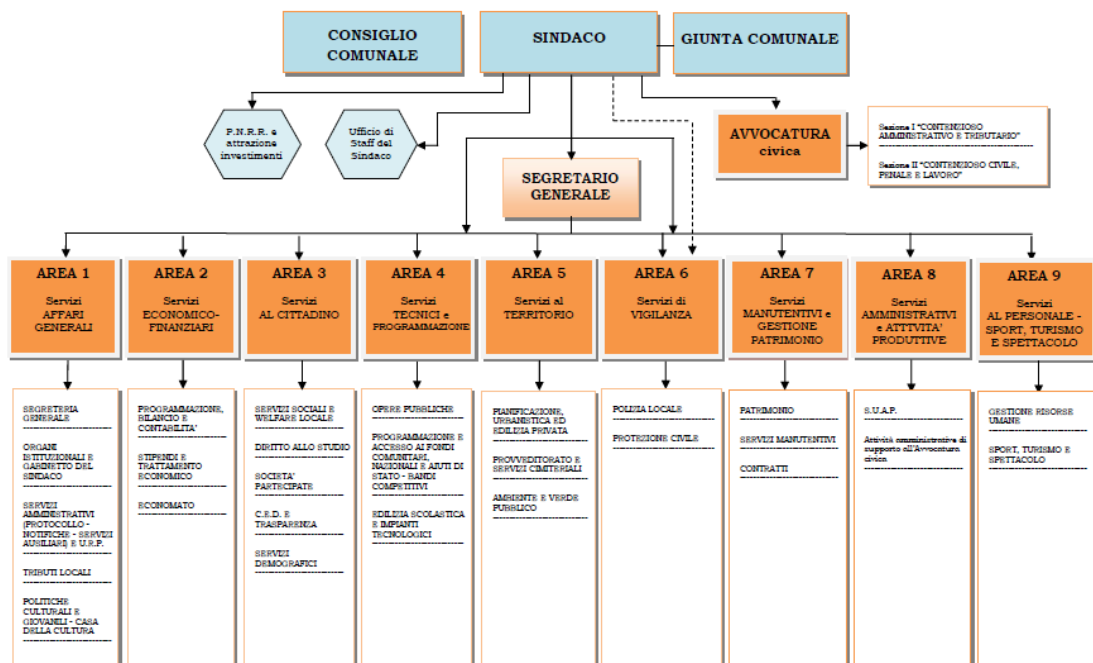 CONSIGLIO
COMUNALE
SINDACO
GIUNTA COMUNALE
P.N.R.R. e
attrazione
investimenti
Ufficio di
Staff del
Sindaco
AVVOCATURA
civica
Sezione I "CONTENZIOSO
AMMINISTRATIVO E TRIBUTARIO"
Sezione II "CONTENZIOSO CIVILE,
PENALE E LAVORO"
SEGRETARIO
GENERALE
AREA 1
Servizi
AFFARI
GENERALI
AREA 2
Servizi
ECONOMICO-
FINANZIARI
AREA 3
Servizi
AL CITTADINO
AREA 4
Servizi
TECNICI e
PROGRAMMAZIONE
AREA 5
Servizi al
TERRITORIO
AREA 6
Servizi di
VIGILANZA
AREA 7
Servizi
MANUTENTIVI e
GESTIONE
PATRIMONIO
AREA 8
Servizi
AMMINISTRATIVI
e ATTTVITA'
PRODUTTIVE
AREA 9
Servizi
AL PERSONALE -
SPORT, TURISMO
E SPETTACOLO
SEGRETERIA
GENERALE
ORGANI
ISTITUZIONALI E
GABINETTO DEL
SINDACO
SERVIZI
AMMINISTRATIVI
(PROTOCOLLO -
NOTIFICHE - SERVIZI
AUSILIARI) E U.R.P.
TRIBUTI LOCALI
POLITICHE
CULTURALI E
GIOVANILI - CASA
DELLA CULTURA
PROGRAMMAZIONE,
BILANCIO E
CONTABILITA'
STIPENDI E
TRATTAMENTO
ECONOMICO
ECONOMATO
SERVIZI SOCIALI E
WELFARE LOCALE
DIRITTO ALLO STUDIO
SOCIETA'
PARTECIPATE
C.E.D. E
TRASPARENZA
SERVIZI
DEMOGRAFICI
OPERE PUBBLICHE
PROGRAMMAZIONE E
ACCESSO AI FONDI
COMUNITARI,
NAZIONALI E AIUTI DI
STATO - BANDI
COMPETITIVI
EDILIZIA SCOLASTICA
E IMPIANTI
TECNOLOGICI
PIANIFICAZIONE,
URBANISTICA ED
EDILIZIA PRIVATA
PROVVEDITORATO E
SERVIZI CIMITERIALI
AMBIENTE E VERDE
PUBBLICO
POLIZIA LOCALE
PROTEZIONE CIVILE
PATRIMONIO
SERVIZI MANUTENTIVI
CONTRATTI
S.U.A.P.
Attività amministrative di
supporto all'Avvocatura
civica
GESTIONE RISORSE
UMANE
SPORT, TURISMO E
SPETTACOLO